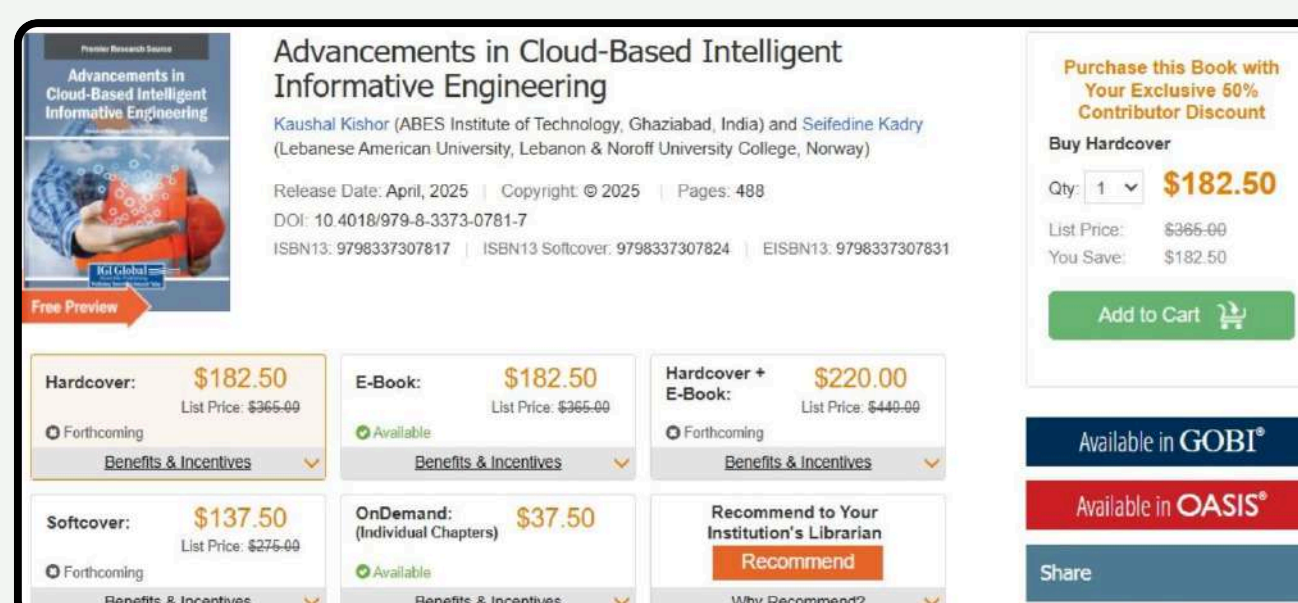 Premier Research Source
Advancements in
Cloud-Based Intelligent
Informative Engineering
IGI Global
Free Preview
Advancements in Cloud-Based Intelligent
Informative Engineering
Kaushal Kishor (ABES Institute of Technology, Ghaziabad, India) and Seifedine Kadry
(Lebanese American University, Lebanon & Noroff University College, Norway)
Release Date: April, 2025 | Copyright: © 2025 | Pages: 488
DOI: 10.4018/979-8-3373-0781-7
ISBN13: 9798337307817 | ISBN13 Softcover: 9798337307824 | EISBN13: 9798337307831
Purchase this Book with
Your Exclusive 50%
Contributor Discount
Buy Hardcover
Qty: 1 $182.50
List Price: $365.00
You Save: $182.50
Add to Cart
Hardcover: $182.50
List Price: $365.00
Forthcoming
Benefits & Incentives
E-Book: $182.50
List Price: $365.00
Available
Benefits & Incentives
Hardcover +
E-Book: $220.00
List Price: $440.00
Forthcoming
Benefits & Incentives
Available in GOBI®
Available in OASIS®
Share
Softcover: $137.50
List Price: $275.00
Forthcoming
Benefits & Incentives
OnDemand: $37.50
(Individual Chapters)
Available
Benefits & Incentives
Recommend to Your
Institution's Librarian
Recommend
Why Recommend?